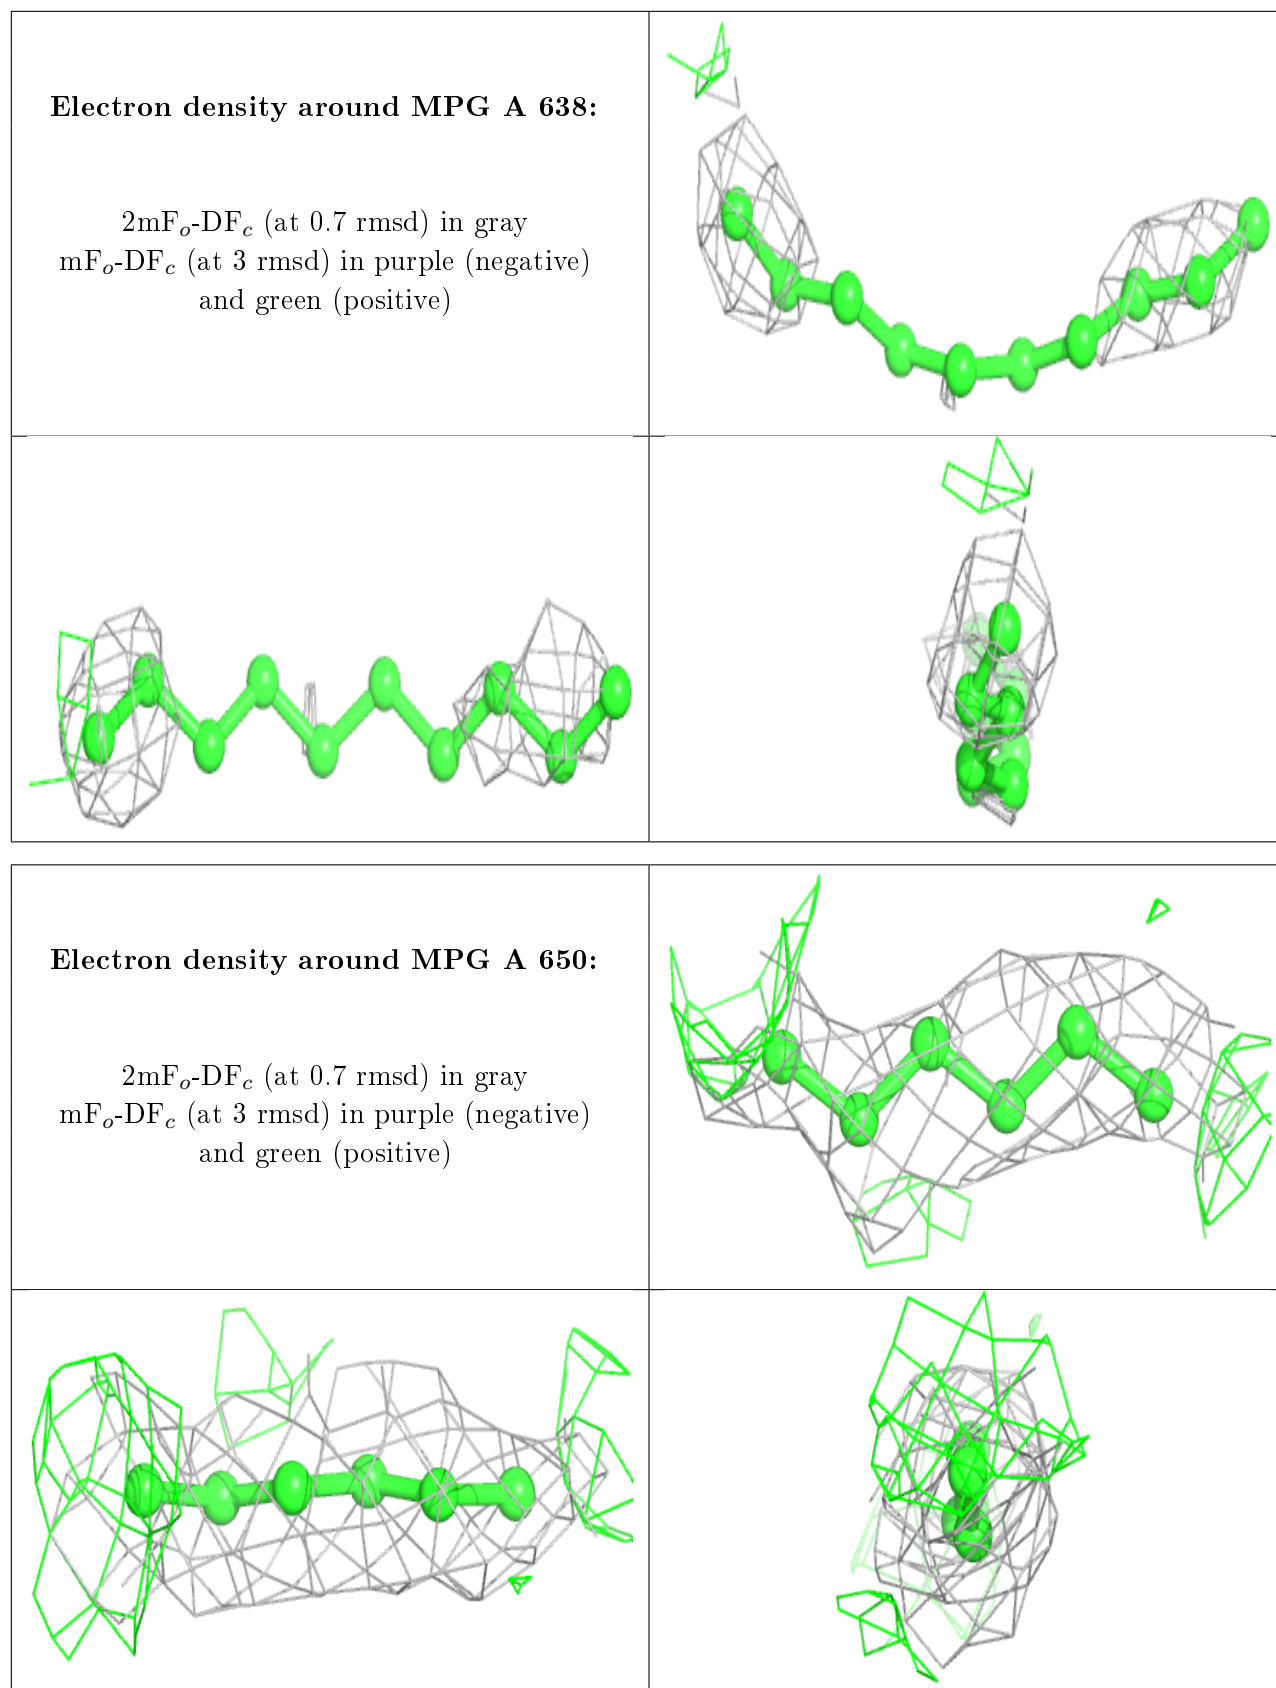 Electron density around MPG A 638:
2mFo-DFc (at 0.7 rmsd) in gray
mFo-DFc (at 3 rmsd) in purple (negative)
and green (positive)
Electron density around MPG A 650:
2mFo-DFc (at 0.7 rmsd) in gray
mFo-DFc (at 3 rmsd) in purple (negative)
and green (positive)